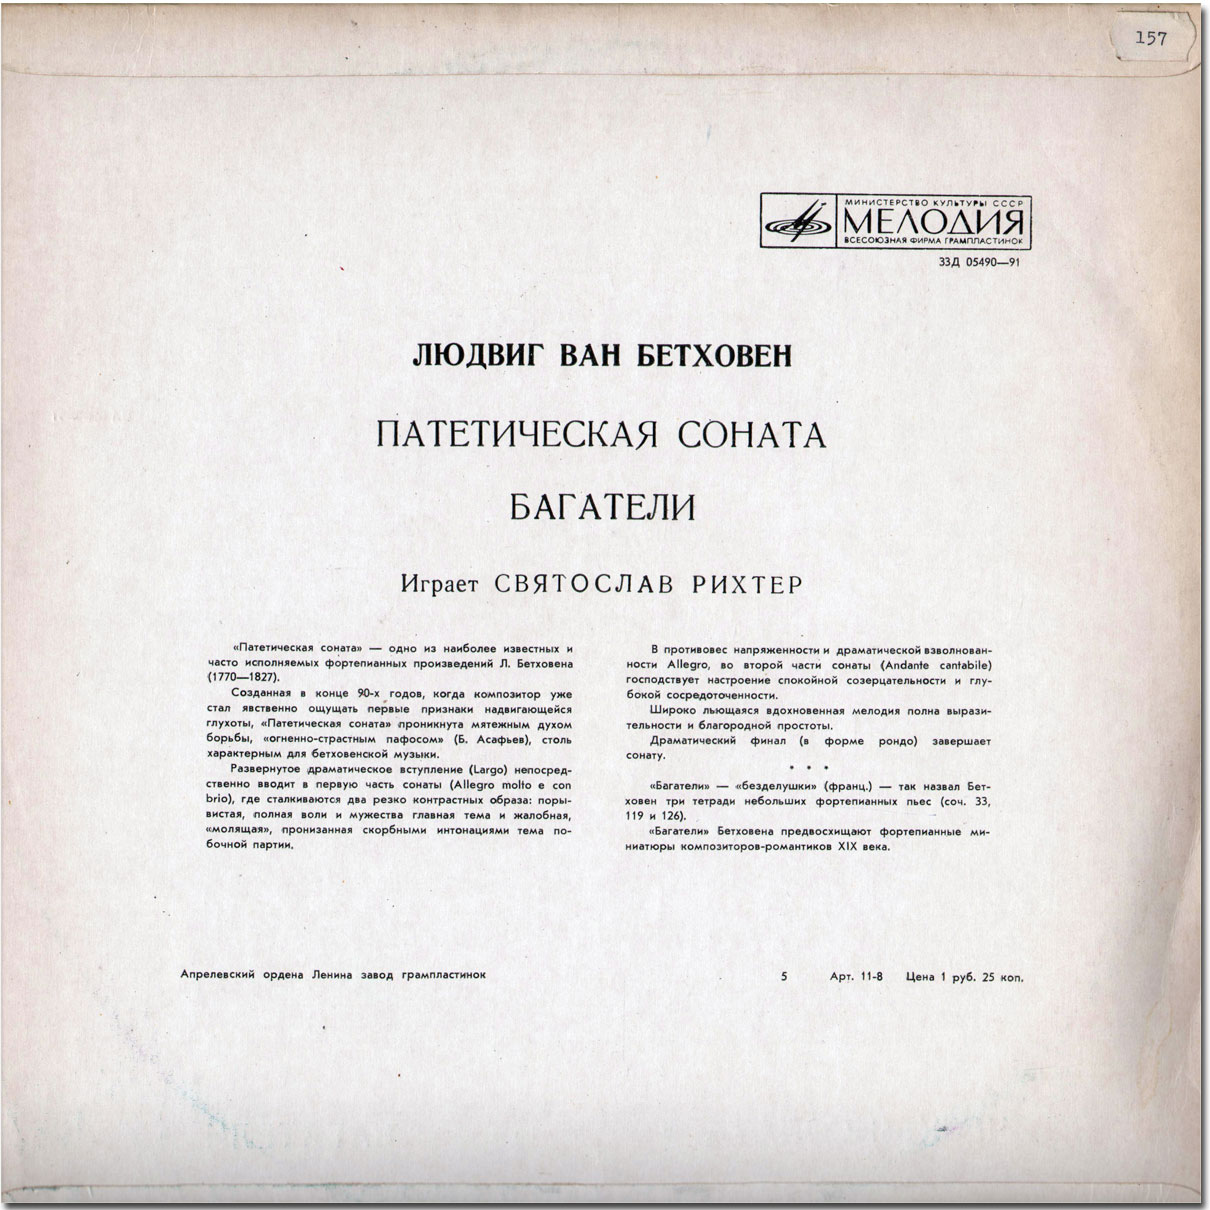 157
МИНИСТЕРСТВО КУЛЬТУРЫ СССР
МЕЛОДИЯ
ВСЕСОЮЗНАЯ ФИРМА ГРАМПЛАСТИНОК
33Д 05490—91
ЛЮДВИГ ВАН БЕТХОВЕН
ПАТЕТИЧЕСКАЯ СОНАТА
БАГАТЕЛИ
Играет СВЯТОСЛАВ РИХТЕР
«Патетическая соната» — одно из наиболее известных и
часто исполняемых фортепианных произведений Л. Бетховена
(1770—1827).
Созданная в конце 90-х годов, когда композитор уже
стал явственно ощущать первые признаки надвигающейся
глухоты, «Патетическая соната» проникнута мятежным духом
борьбы, «огненно-страстным пафосом» (Б. Асафьев), столь
характерным для бетховенской музыки.
Развернутое драматическое вступление (Largo) непосред-
ственно вводит в первую часть сонаты (Allegro molto e con
brio), где сталкиваются два резко контрастных образа: поры-
вистая, полная воли и мужества главная тема и жалобная,
«молящая», пронизанная скорбными интонациями тема по-
бочной партии.
В противовес напряженности и драматической взволнован-
ности Allegro, во второй части сонаты (Andante cantabile)
господствует настроение спокойной созерцательности и глу-
бокой сосредоточенности.
Широко льющаяся вдохновенная мелодия полна вырази-
тельности и благородной простоты.
Драматический финал (в форме рондо) завершает
сонату.
* * *
«Багатели» — «безделушки» (франц.) — так назвал Бет-
ховен три тетради небольших фортепианных пьес (соч. 33,
119 и 126).
«Багатели» Бетховена предвосхищают фортепианные ми-
ниатюры композиторов-романтиков XIX века.
Апрелевский ордена Ленина завод грампластинок
5 Арт. 11-8 Цена 1 руб. 25 коп.